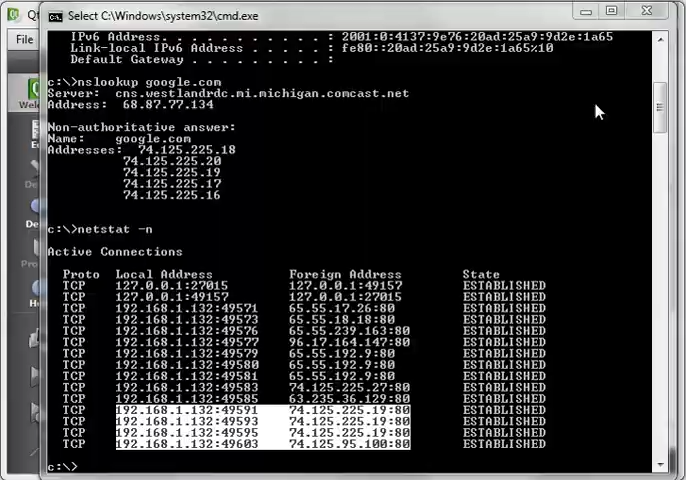 Qt
Select C:\Windows\system32\cmd.exe
File
IPv6 Address. . . . . . . . . . . : 2001:0:4137:9e76:20ad:25a9:9d2e:1a65
Link-local IPv6 Address . . . . . : fe80::20ad:25a9:9d2e:1a65%10
Default Gateway . . . . . . . . . :
c:\>nslookup google.com
Server:  cns.westlandrdc.mi.michigan.comcast.net
Address:  68.87.77.134
Non-authoritative answer:
Name:    google.com
Addresses:  74.125.225.18
74.125.225.20
74.125.225.19
74.125.225.17
74.125.225.16
c:\>netstat -n
Active Connections
Proto  Local Address          Foreign Address        State
TCP    127.0.0.1:27015        127.0.0.1:49157        ESTABLISHED
TCP    127.0.0.1:49157        127.0.0.1:27015        ESTABLISHED
TCP    192.168.1.132:49571    65.55.17.26:80         ESTABLISHED
TCP    192.168.1.132:49573    65.55.18.18:80         ESTABLISHED
TCP    192.168.1.132:49576    65.55.239.163:80       ESTABLISHED
TCP    192.168.1.132:49577    96.17.164.147:80       ESTABLISHED
TCP    192.168.1.132:49579    65.55.192.9:80         ESTABLISHED
TCP    192.168.1.132:49580    65.55.192.9:80         ESTABLISHED
TCP    192.168.1.132:49581    65.55.192.9:80         ESTABLISHED
TCP    192.168.1.132:49583    74.125.225.27:80       ESTABLISHED
TCP    192.168.1.132:49585    63.235.36.129:80       ESTABLISHED
TCP    192.168.1.132:49591    74.125.225.19:80       ESTABLISHED
TCP    192.168.1.132:49593    74.125.225.19:80       ESTABLISHED
TCP    192.168.1.132:49595    74.125.225.19:80       ESTABLISHED
TCP    192.168.1.132:49603    74.125.95.100:80       ESTABLISHED
c:\>